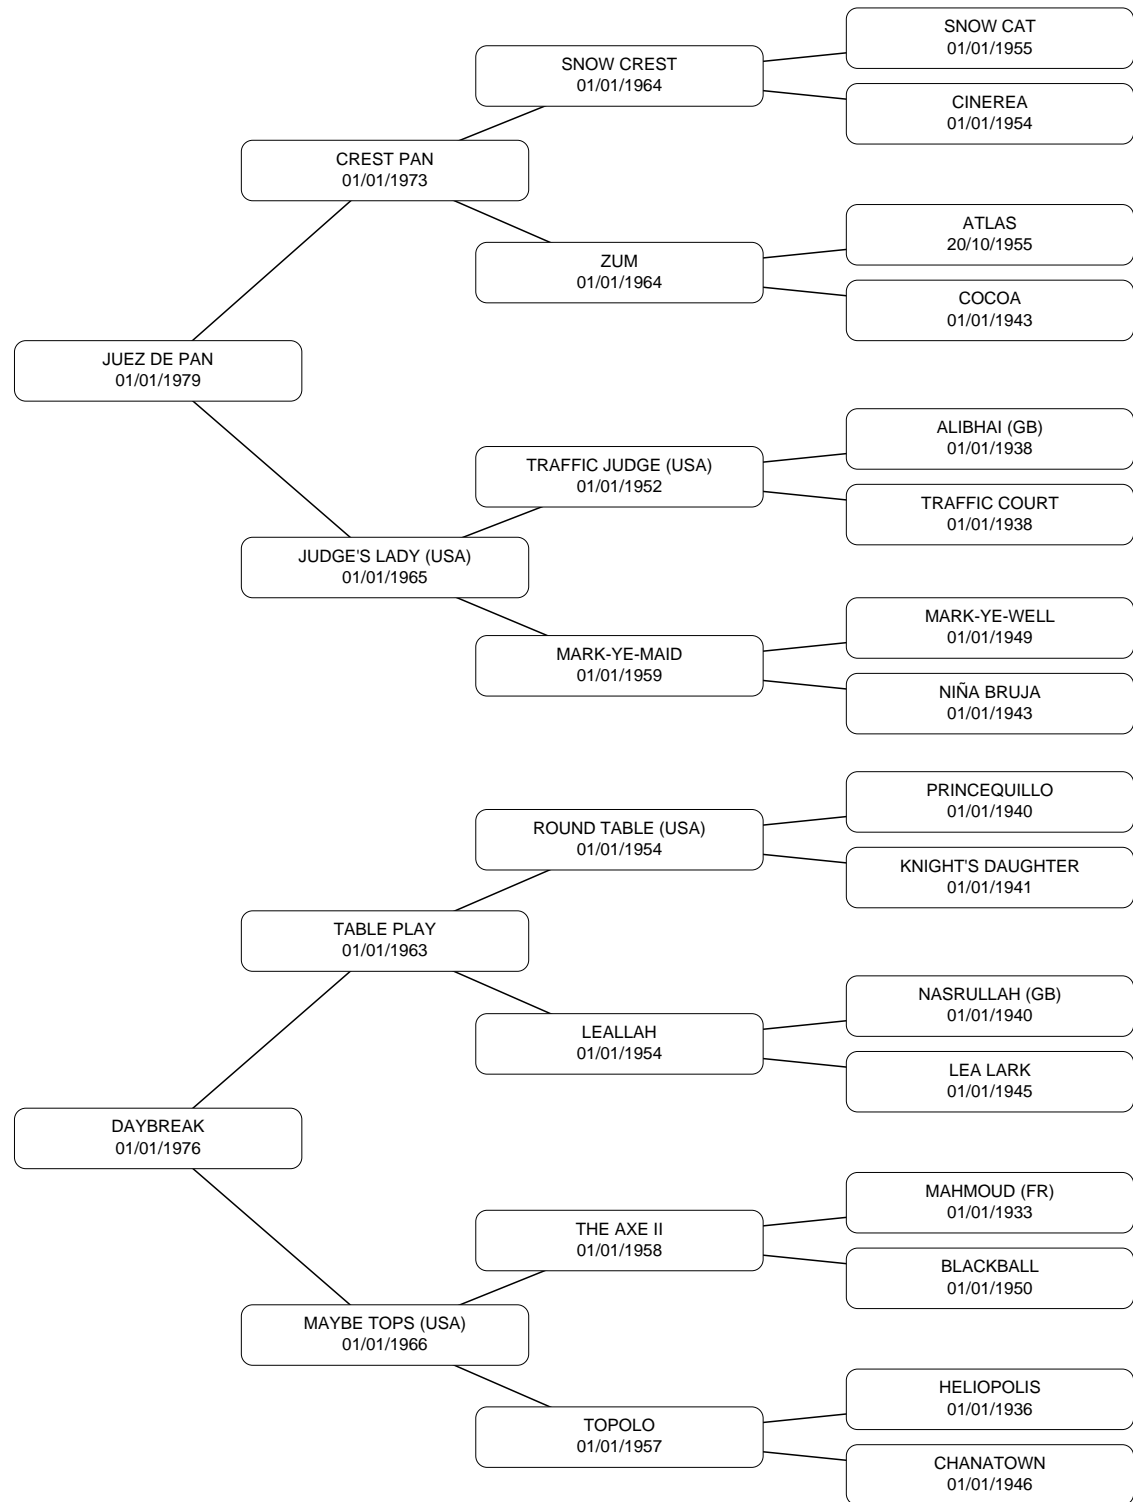 SNOW CAT
01/01/1955
SNOW CREST
01/01/1964
CINEREA
01/01/1954
CREST PAN
01/01/1973
ATLAS
20/10/1955
ZUM
01/01/1964
COCOA
01/01/1943
JUEZ DE PAN
01/01/1979
ALIBHAI (GB)
01/01/1938
TRAFFIC JUDGE (USA)
01/01/1952
TRAFFIC COURT
01/01/1938
JUDGE'S LADY (USA)
01/01/1965
MARK-YE-WELL
01/01/1949
MARK-YE-MAID
01/01/1959
NIÑA BRUJA
01/01/1943
PRINCEQUILLO
01/01/1940
ROUND TABLE (USA)
01/01/1954
KNIGHT'S DAUGHTER
01/01/1941
TABLE PLAY
01/01/1963
NASRULLAH (GB)
01/01/1940
LEALLAH
01/01/1954
LEA LARK
01/01/1945
DAYBREAK
01/01/1976
MAHMOUD (FR)
01/01/1933
THE AXE II
01/01/1958
BLACKBALL
01/01/1950
MAYBE TOPS (USA)
01/01/1966
HELIOPOLIS
01/01/1936
TOPOLO
01/01/1957
CHANATOWN
01/01/1946